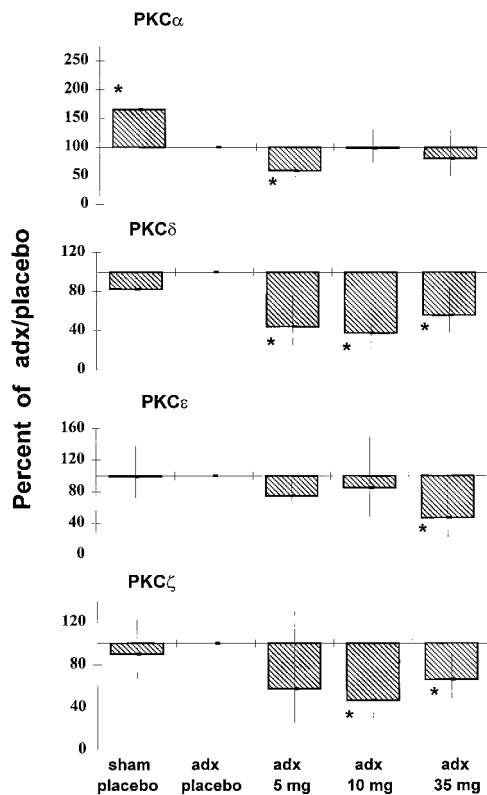 PKCα
*
250
200
150
100
50
0
*
PKCδ
120
80
40
0
* * *
PKCε
160
120
80
40
0
*
PKCζ
120
80
40
0
* *
sham placebo
adx placebo
adx 5 mg
adx 10 mg
adx 35 mg
Percent of adx/placebo